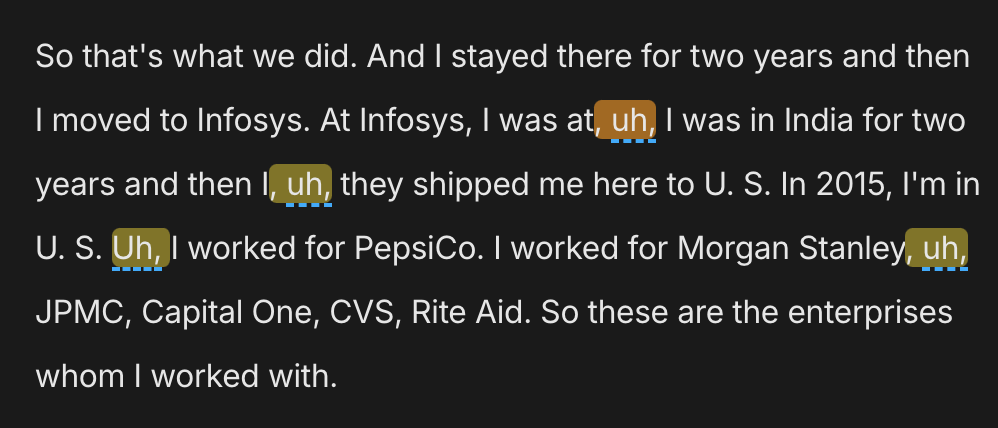 So that's what we did. And I stayed there for two years and then
I moved to Infosys. At Infosys, I was at, uh, I was in India for two
years and then I, uh, they shipped me here to U. S. In 2015, I'm in
U. S. Uh, I worked for PepsiCo. I worked for Morgan Stanley, uh,
JPMC, Capital One, CVS, Rite Aid. So these are the enterprises
whom I worked with.